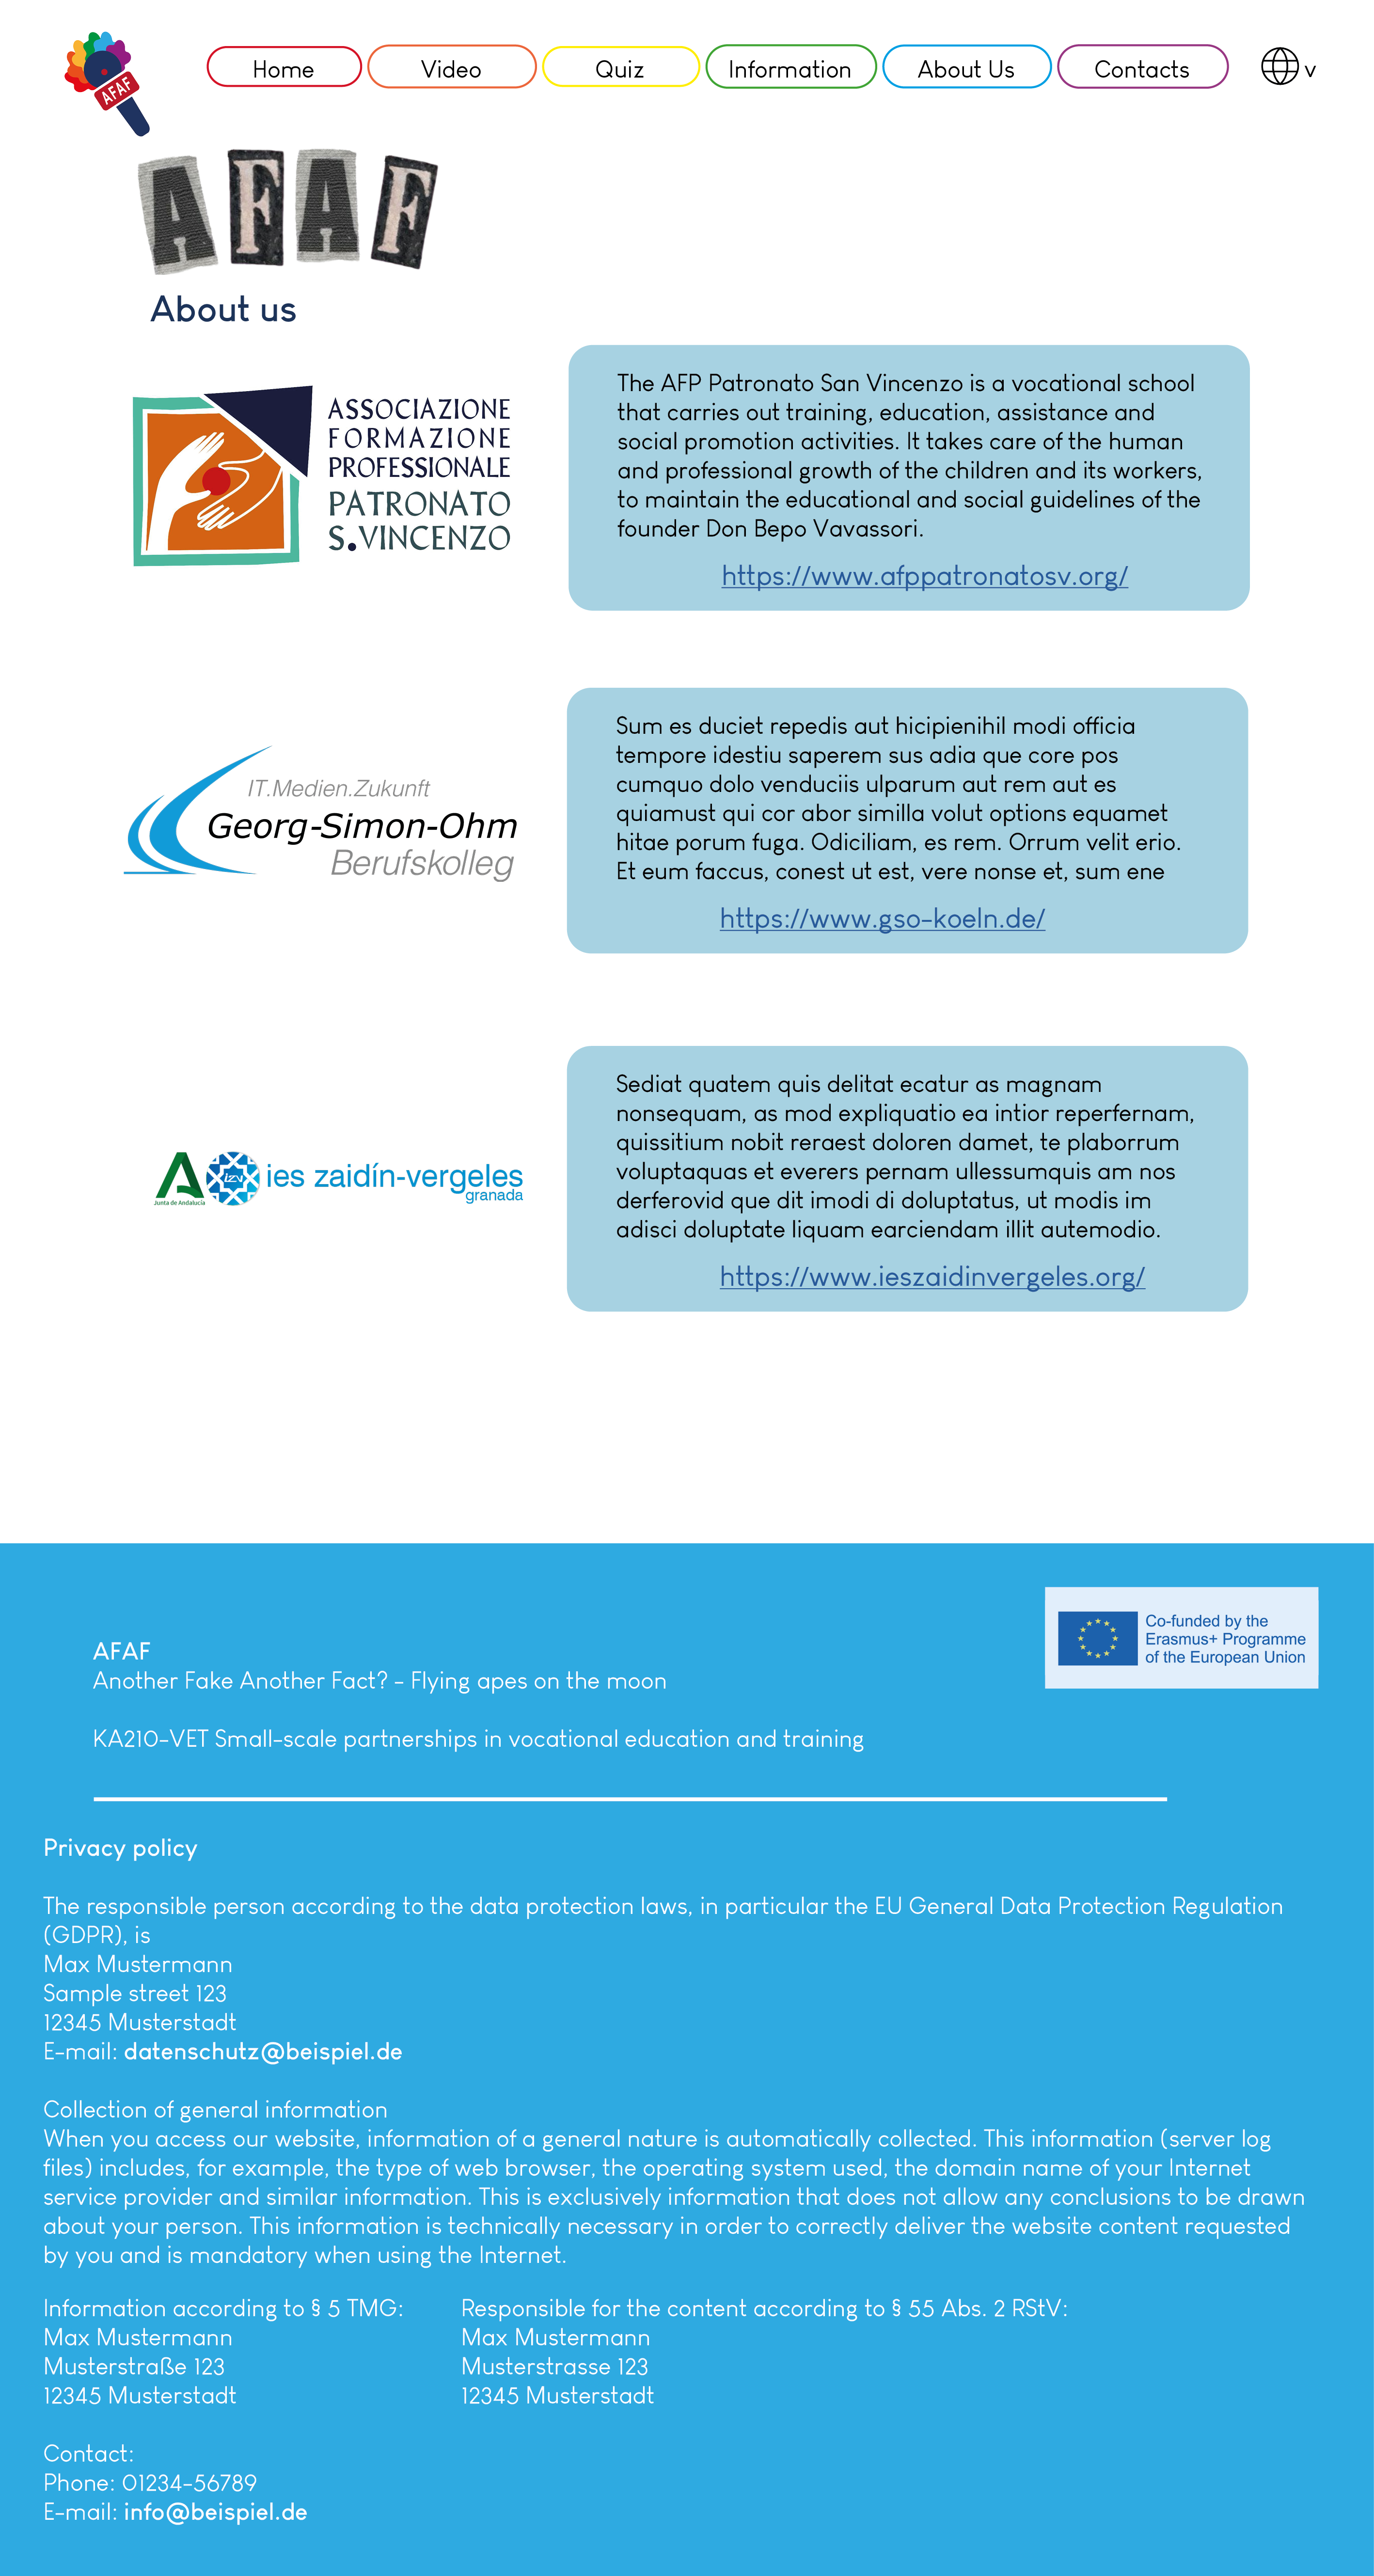 AFAF
Home
Video
Quiz
Information
About Us
Contacts
v
AFAF
About us
ASSOCIAZIONE
FORMAZIONE
PROFESSIONALE
PATRONATO
S.VINCENZO
The AFP Patronato San Vincenzo is a vocational school
that carries out training, education, assistance and
social promotion activities. It takes care of the human
and professional growth of the children and its workers,
to maintain the educational and social guidelines of the
founder Don Bepo Vavassori.
https://www.afppatronatosv.org/
IT.Medien.Zukunft
Georg-Simon-Ohm
Berufskolleg
Sum es duciet repedis aut hicipienihil modi officia
tempore idestiu saperem sus adia que core pos
cumquo dolo venduciis ulparum aut rem aut es
quiamust qui cor abor similla volut options equamet
hitae porum fuga. Odiciliam, es rem. Orrum velit erio.
Et eum faccus, conest ut est, vere nonse et, sum ene
https://www.gso-koeln.de/
Junta de Andalucía
izv
ies zaidín-vergeles
granada
Sediat quatem quis delitat ecatur as magnam
nonsequam, as mod expliquatio ea intior reperfernam,
quissitium nobit reraest doloren damet, te plaborrum
voluptaquas et everers pernam ullessumquis am nos
derferovid que dit imodi di doluptatus, ut modis im
adisci doluptate liquam earciendam illit autemodio.
https://www.ieszaidinvergeles.org/
Co-funded by the
Erasmus+ Programme
of the European Union
AFAF
Another Fake Another Fact? - Flying apes on the moon
KA210-VET Small-scale partnerships in vocational education and training
Privacy policy
The responsible person according to the data protection laws, in particular the EU General Data Protection Regulation
(GDPR), is
Max Mustermann
Sample street 123
12345 Musterstadt
E-mail: datenschutz@beispiel.de
Collection of general information
When you access our website, information of a general nature is automatically collected. This information (server log
files) includes, for example, the type of web browser, the operating system used, the domain name of your Internet
service provider and similar information. This is exclusively information that does not allow any conclusions to be drawn
about your person. This information is technically necessary in order to correctly deliver the website content requested
by you and is mandatory when using the Internet.
Information according to § 5 TMG:
Max Mustermann
Musterstraße 123
12345 Musterstadt
Responsible for the content according to § 55 Abs. 2 RStV:
Max Mustermann
Musterstrasse 123
12345 Musterstadt
Contact:
Phone: 01234-56789
E-mail: info@beispiel.de